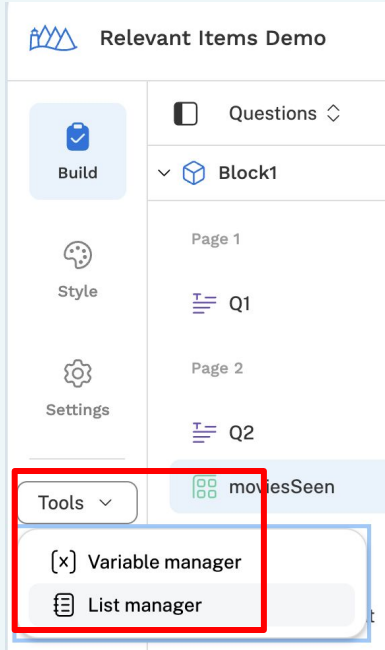 Relevant Items Demo
Questions
Build
Block1
Page 1
Style
Q1
Page 2
Settings
Q2
moviesSeen
Tools
Variable manager
List manager